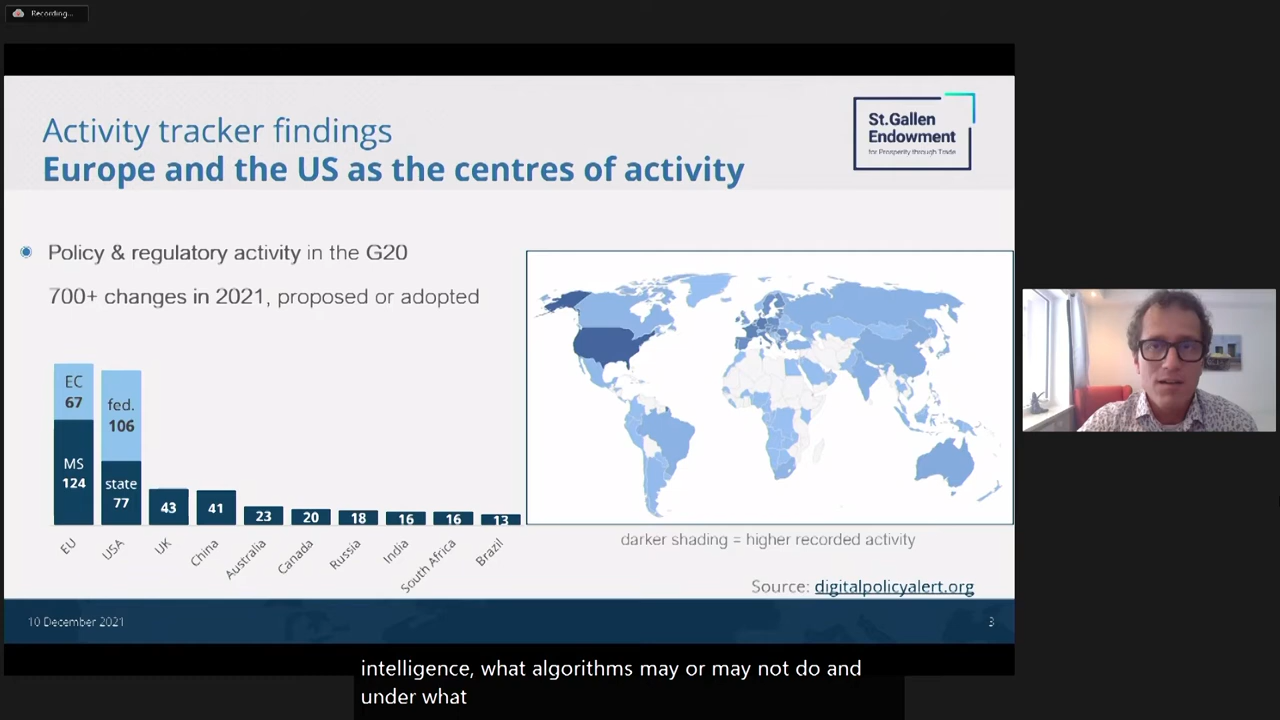 Recording...
Activity tracker findings
Europe and the US as the centres of activity
St.Gallen
Endowment
for Prosperity through Trade
Policy & regulatory activity in the G20
700+ changes in 2021, proposed or adopted
EC
67
MS
124
fed.
106
state
77
43
41
23
20
18
16
16
13
EU
USA
UK
China
Australia
Canada
Russia
India
South Africa
Brazil
darker shading = higher recorded activity
Source: digitalpolicyalert.org
10 December 2021
3
intelligence, what algorithms may or may not do and
under what